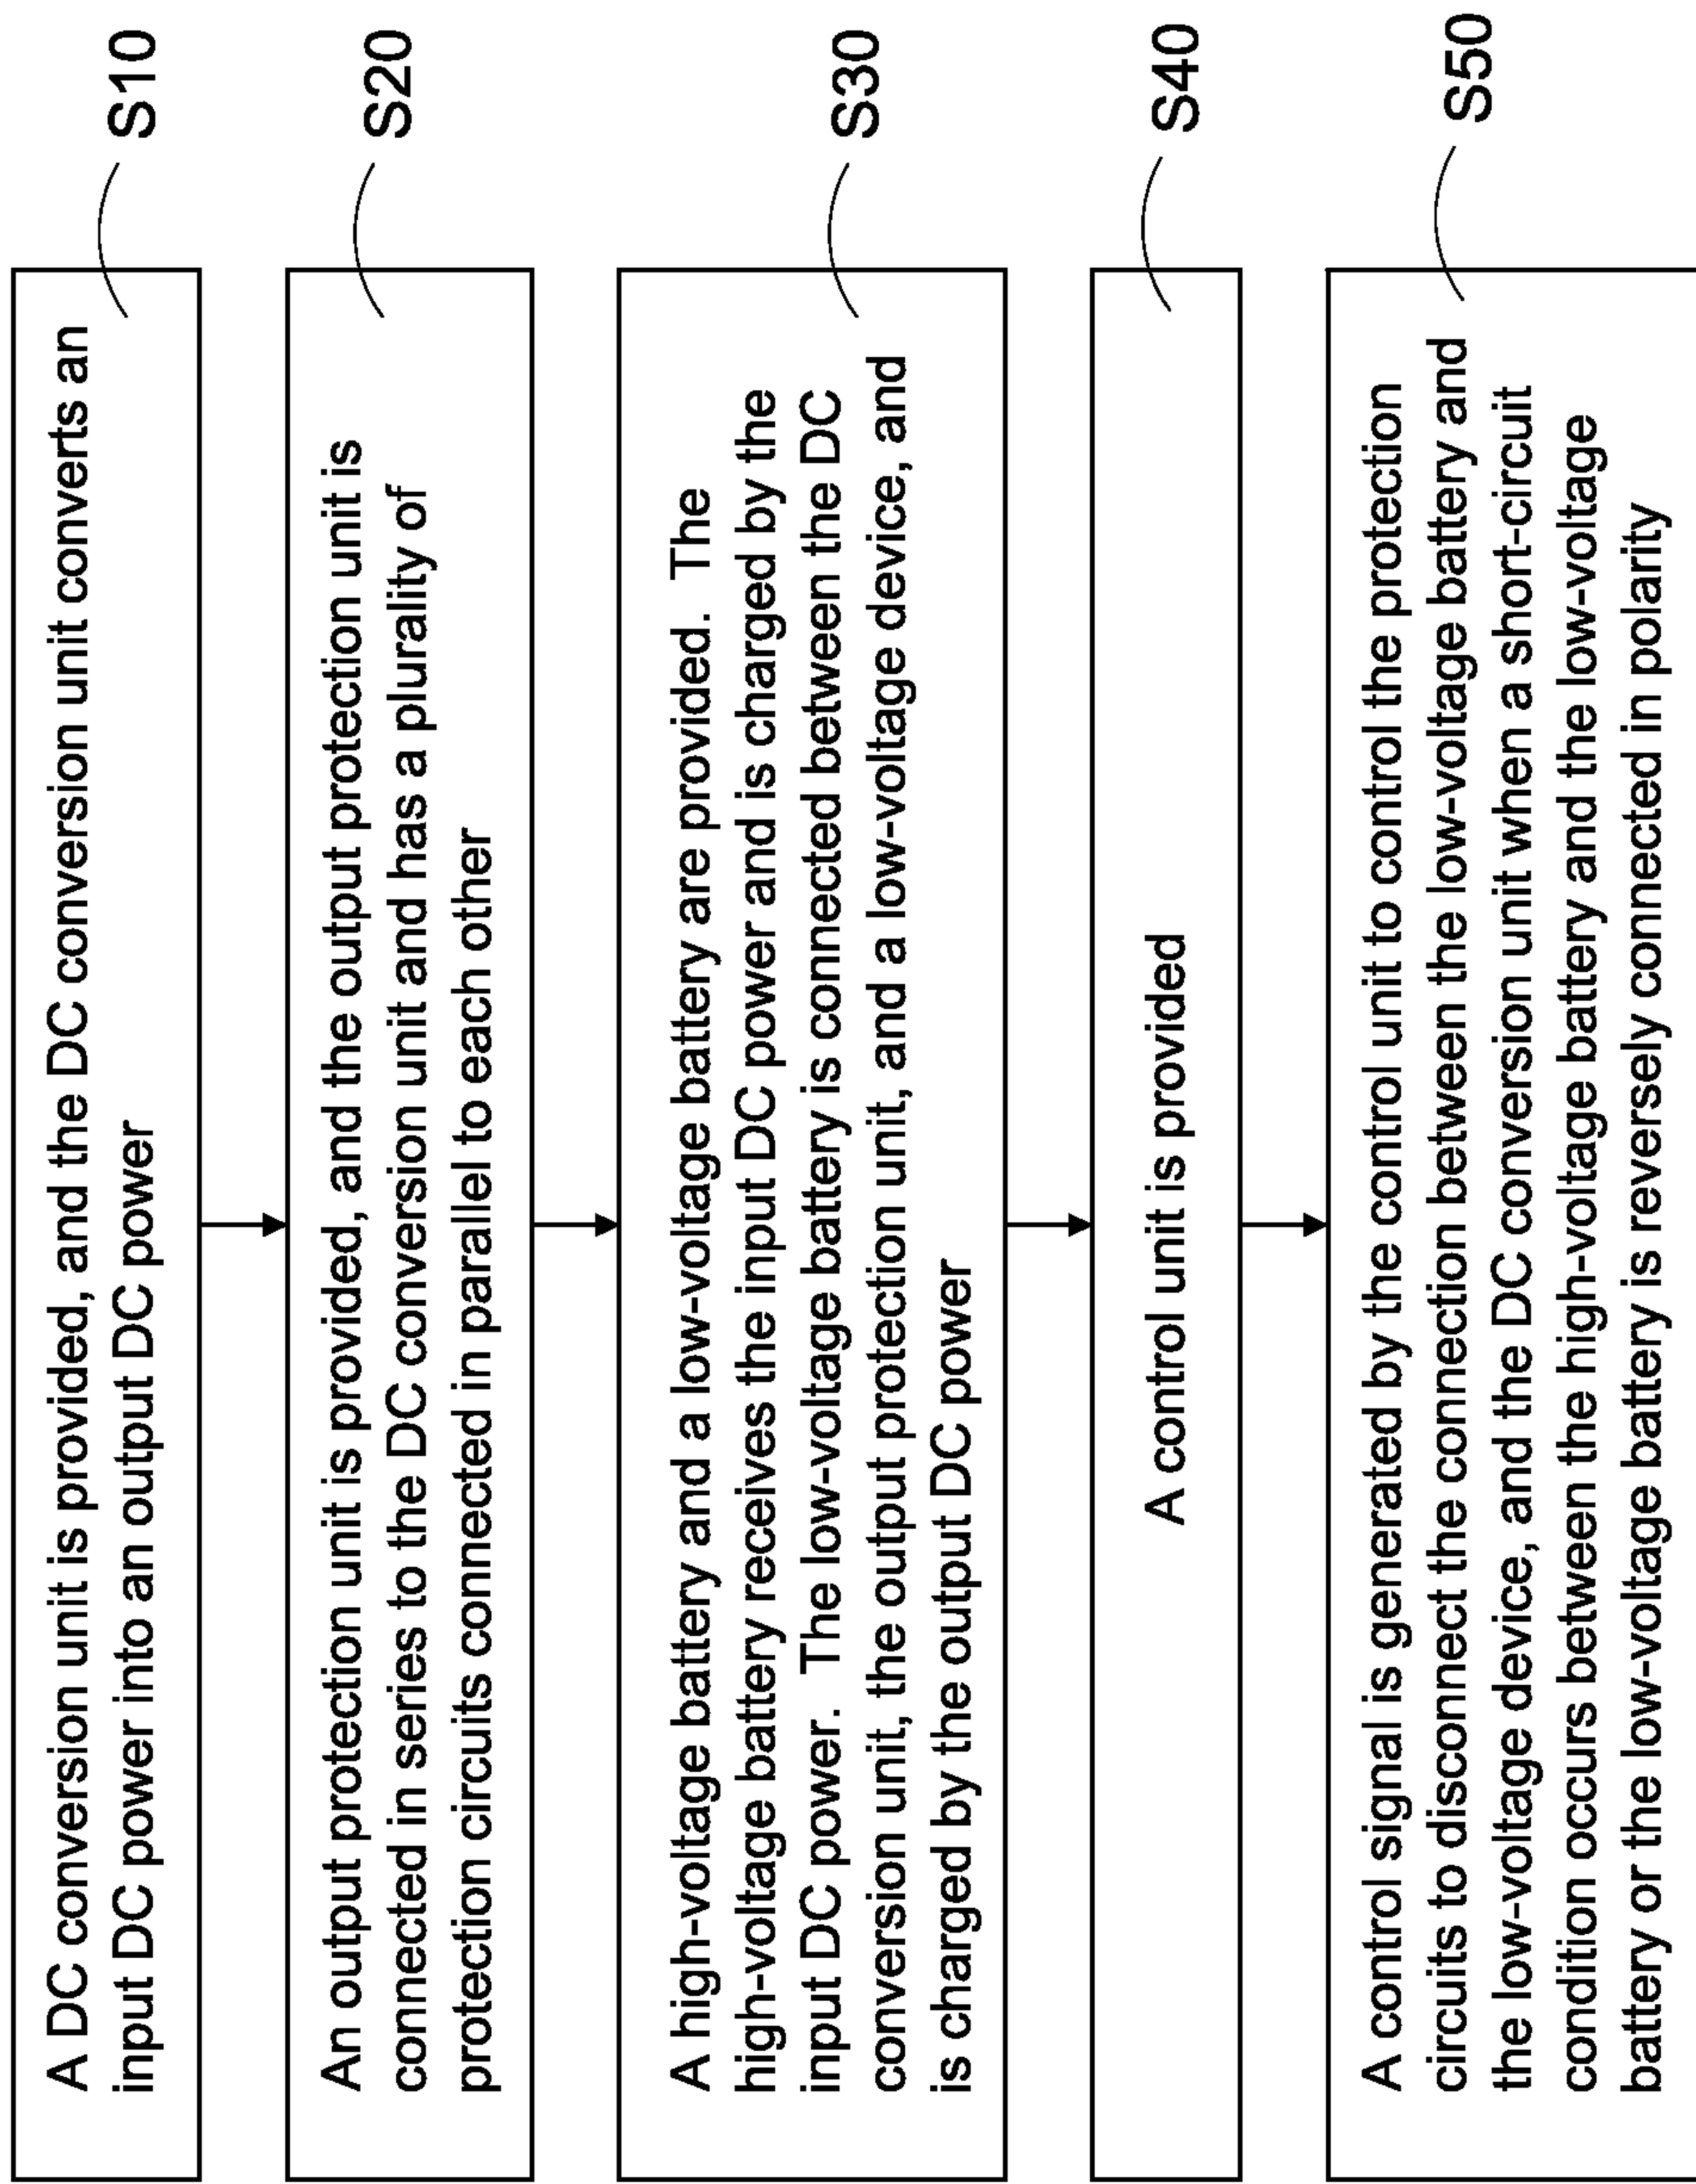 A DC conversion unit is provided, and the DC conversion unit converts an
input DC power into an output DC power
S10
An output protection unit is provided, and the output protection unit is
connected in series to the DC conversion unit and has a plurality of
protection circuits connected in parallel to each other
S20
A high-voltage battery and a low-voltage battery are provided. The
high-voltage battery receives the input DC power and is charged by the
input DC power. The low-voltage battery is connected between the DC
conversion unit, the output protection unit, and a low-voltage device, and
is charged by the output DC power
S30
A control unit is provided
S40
A control signal is generated by the control unit to control the protection
circuits to disconnect the connection between the low-voltage battery and
the low-voltage device, and the DC conversion unit when a short-circuit
condition occurs between the high-voltage battery and the low-voltage
battery or the low-voltage battery is reversely connected in polarity
S50